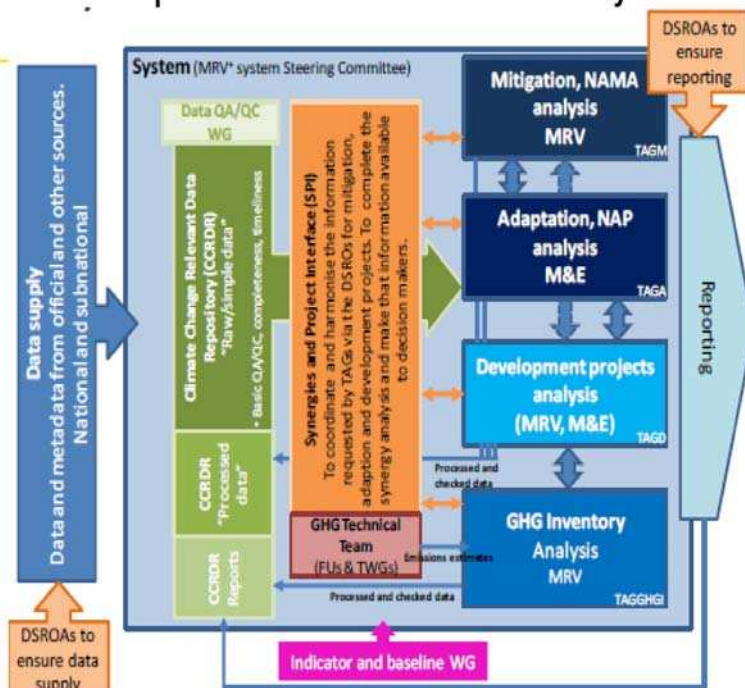 DSROAs to
ensure
reporting
System (MRV⁺ system Steering Committee)
Data supply
Data and metadata from official and other sources.
National and subnational
Data QA/QC
WG
Climate Change Relevant Data
Repository (CCRDR)
"Raw/simple data"
• Basic QA/QC, completeness, timeliness
CCRDR
"Processed
data"
CCRDR
Reports
Synergies and Project Interface (SPI)
To coordinate and harmonise the information
requested by TAGs via the DSROs for mitigation,
adaption and development projects. To complete the
synergy analysis and make that information available
to decision makers.
GHG Technical
Team
(FUs & TWGs)
Mitigation, NAMA
analysis
MRV
TAGM
Adaptation, NAP
analysis
M&E
TAGA
Development projects
analysis
(MRV, M&E)
TAGD
Processed and
checked data
GHG Inventory
Analysis
MRV
TAGGHGI
Emissions estimates
Processed and checked data
Reporting
Indicator and baseline WG
DSROAs to
ensure data
supply